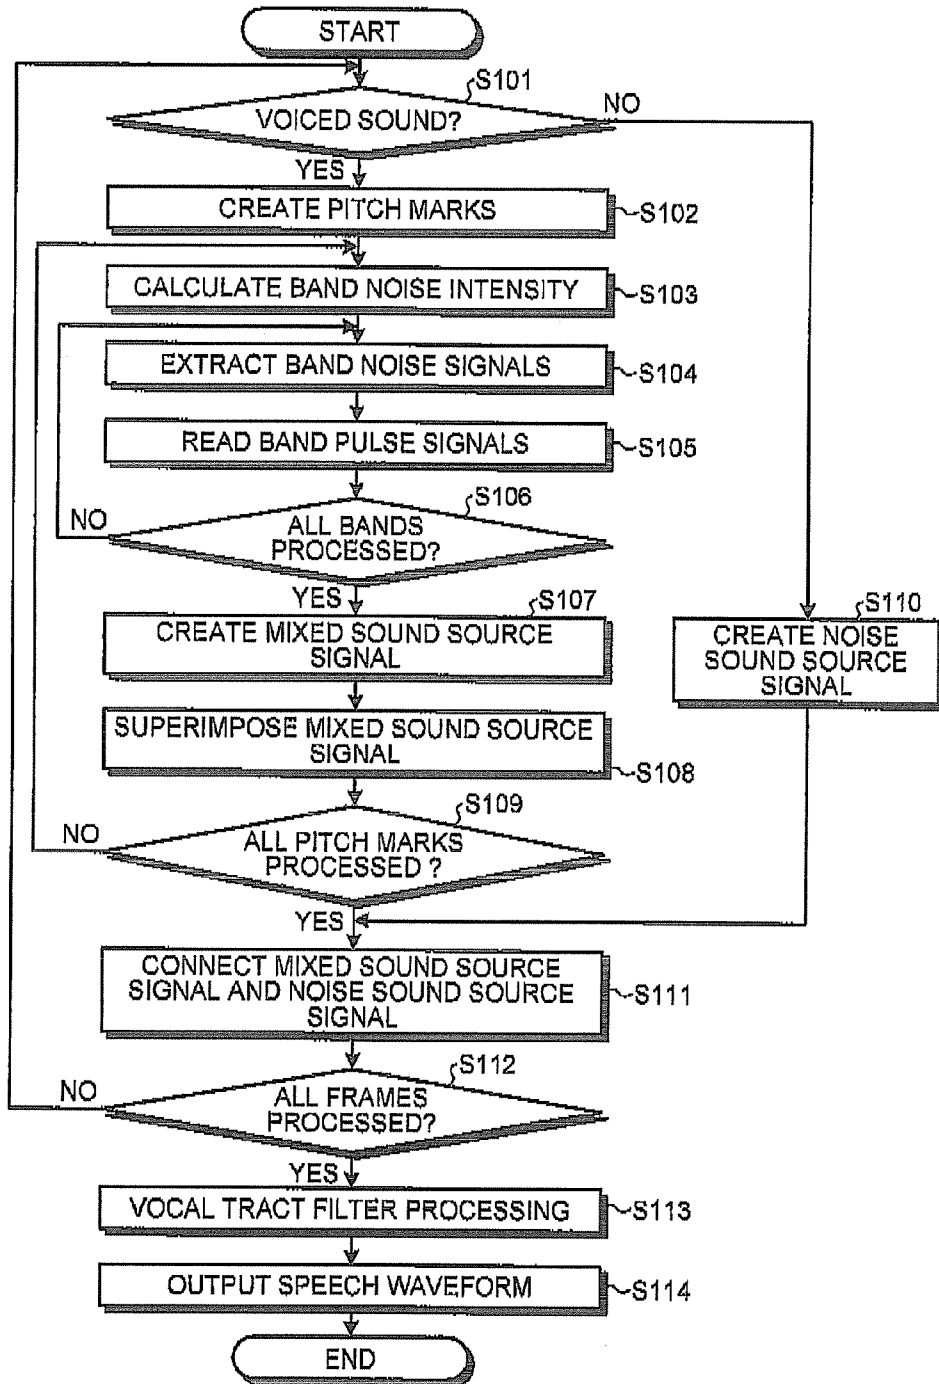 START
S101
VOICED SOUND?
NO
YES
CREATE PITCH MARKS
S102
CALCULATE BAND NOISE INTENSITY
S103
EXTRACT BAND NOISE SIGNALS
S104
READ BAND PULSE SIGNALS
S105
S106
NO
ALL BANDS
PROCESSED?
YES
S107
CREATE MIXED SOUND SOURCE
SIGNAL
S110
CREATE NOISE
SOUND SOURCE
SIGNAL
SUPERIMPOSE MIXED SOUND SOURCE
SIGNAL
S108
S109
NO
ALL PITCH MARKS
PROCESSED ?
YES
CONNECT MIXED SOUND SOURCE
SIGNAL AND NOISE SOUND SOURCE
SIGNAL
S111
S112
NO
ALL FRAMES
PROCESSED?
YES
VOCAL TRACT FILTER PROCESSING
S113
OUTPUT SPEECH WAVEFORM
S114
END